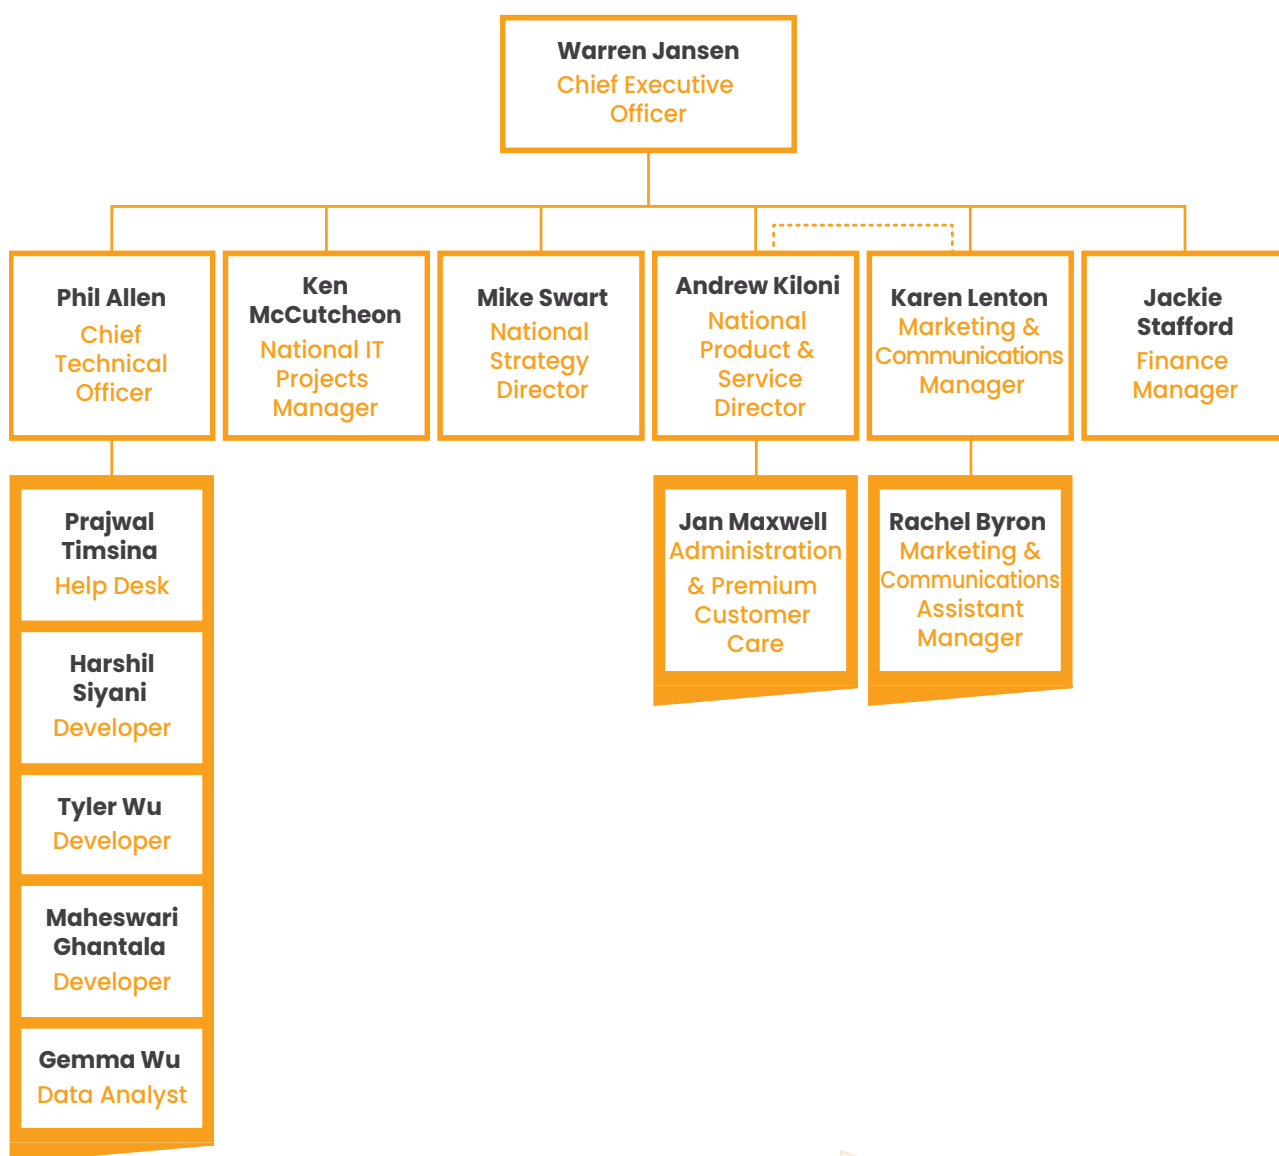 Warren Jansen
Chief Executive
Officer
Phil Allen
Chief
Technical
Officer
Ken
McCutcheon
National IT
Projects
Manager
Mike Swart
National
Strategy
Director
Andrew Kiloni
National
Product &
Service
Director
Karen Lenton
Marketing &
Communications
Manager
Jackie
Stafford
Finance
Manager
Prajwal
Timsina
Help Desk
Harshil
Siyani
Developer
Tyler Wu
Developer
Maheswari
Ghantala
Developer
Gemma Wu
Data Analyst
Jan Maxwell
Administration
& Premium
Customer
Care
Rachel Byron
Marketing &
Communications
Assistant
Manager